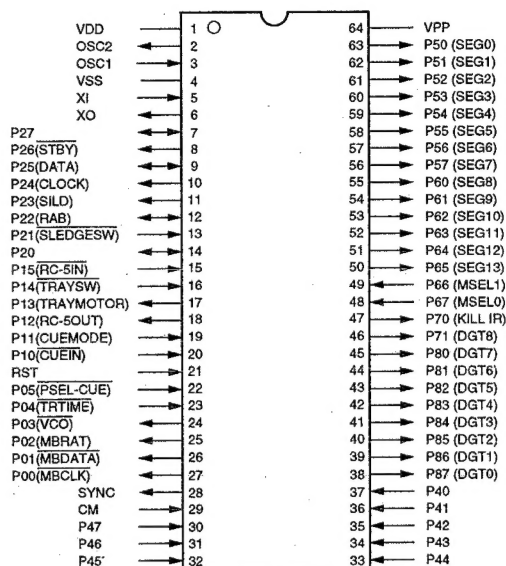 VDD 1 64 VPP
OSC2 2 63 P50 (SEG0)
OSC1 3 62 P51 (SEG1)
VSS 4 61 P52 (SEG2)
XI 5 60 P53 (SEG3)
XO 6 59 P54 (SEG4)
P27 7 58 P55 (SEG5)
P26(STBY) 8 57 P56 (SEG6)
P25(DATA) 9 56 P57 (SEG7)
P24(CLOCK) 10 55 P60 (SEG8)
P23(SILD) 11 54 P61 (SEG9)
P22(RAB) 12 53 P62 (SEG10)
P21(SLEDGESW) 13 52 P63 (SEG11)
P20 14 51 P64 (SEG12)
P15(RC-5IN) 15 50 P65 (SEG13)
P14(TRAYSW) 16 49 P66 (MSEL1)
P13(TRAYMOTOR) 17 48 P67 (MSEL0)
P12(RC-5OUT) 18 47 P70 (KILL IR)
P11(CUEMODE) 19 46 P71 (DGT8)
P10(CUEIN) 20 45 P80 (DGT7)
RST 21 44 P81 (DGT6)
P05(PSEL-CUE) 22 43 P82 (DGT5)
P04(TRTIME) 23 42 P83 (DGT4)
P03(VCO) 24 41 P84 (DGT3)
P02(MBRAT) 25 40 P85 (DGT2)
P01(MBDATA) 26 39 P86 (DGT1)
P00(MBCLK) 27 38 P87 (DGT0)
SYNC 28 37 P40
CM 29 36 P41
P47 30 35 P42
P46 31 34 P43
P45 32 33 P44